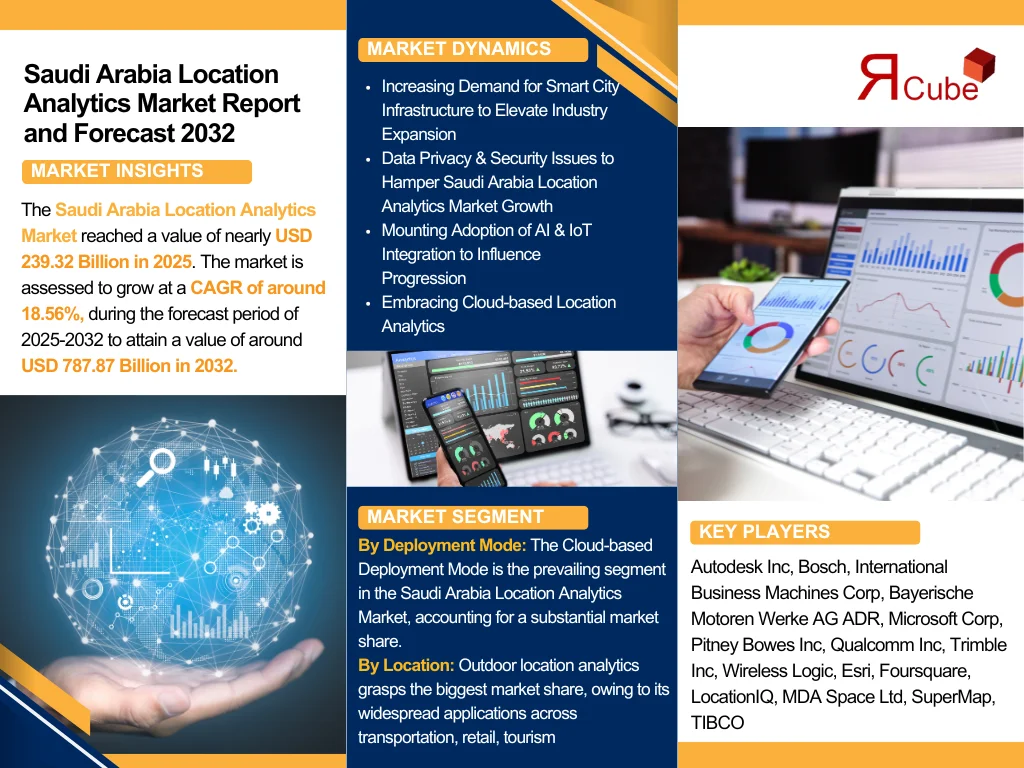 Saudi Arabia Location
Analytics Market Report
and Forecast 2032
MARKET INSIGHTS
The Saudi Arabia Location Analytics
Market reached a value of nearly USD
239.32 Billion in 2025. The market is
assessed to grow at a CAGR of around
18.56%, during the forecast period of
2025-2032 to attain a value of around
USD 787.87 Billion in 2032.
MARKET DYNAMICS
• Increasing Demand for Smart City
Infrastructure to Elevate Industry
Expansion
• Data Privacy & Security Issues to
Hamper Saudi Arabia Location
Analytics Market Growth
• Mounting Adoption of AI & IoT
Integration to Influence
Progression
• Embracing Cloud-based Location
Analytics
MARKET SEGMENT
By Deployment Mode: The Cloud-based
Deployment Mode is the prevailing segment
in the Saudi Arabia Location Analytics
Market, accounting for a substantial market
share.
By Location: Outdoor location analytics
grasps the biggest market share, owing to its
widespread applications across
transportation, retail, tourism
ЯCube
KEY PLAYERS
Autodesk Inc, Bosch, International
Business Machines Corp, Bayerische
Motoren Werke AG ADR, Microsoft Corp,
Pitney Bowes Inc, Qualcomm Inc, Trimble
Inc, Wireless Logic, Esri, Foursquare,
LocationIQ, MDA Space Ltd, SuperMap,
TIBCO